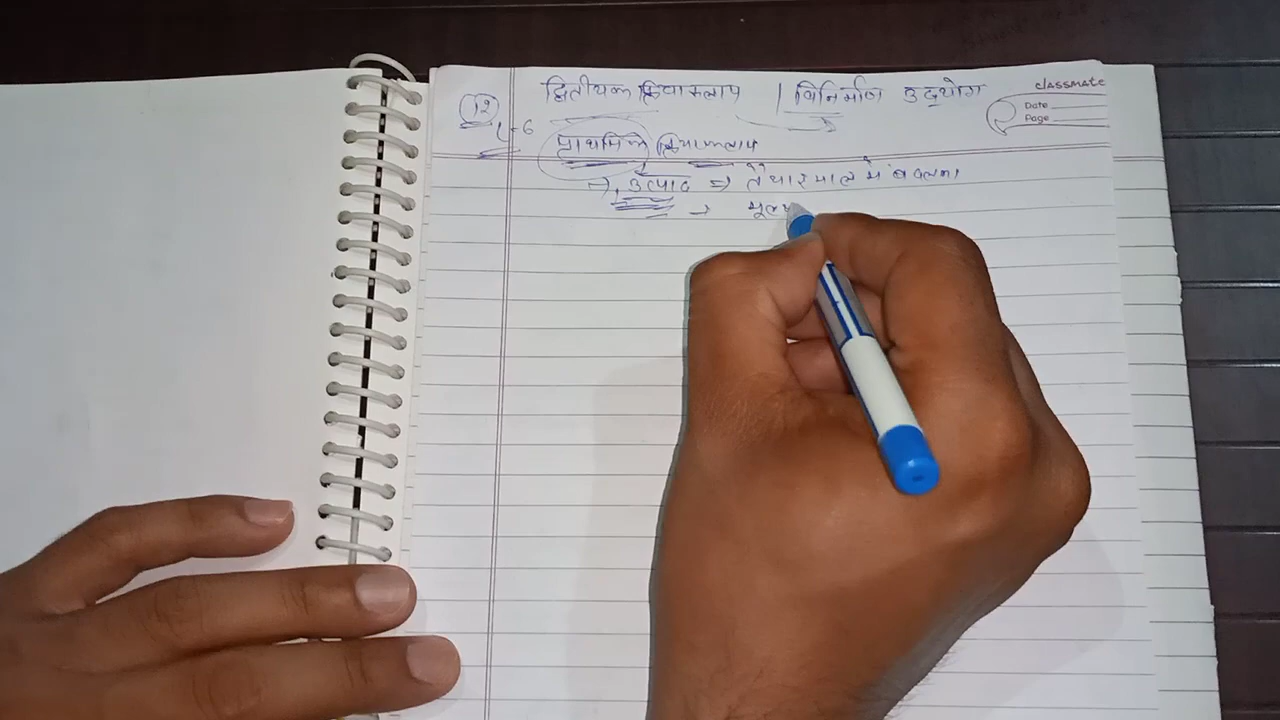 द्वितीयक क्रियाकलाप / विनिर्माण उद्योग
classmate
Date
Page
12
L-6
प्राथमिक क्रियाकलाप
→ उत्पाद ⇒ तैयार माल में बदलना
→ मूल्य